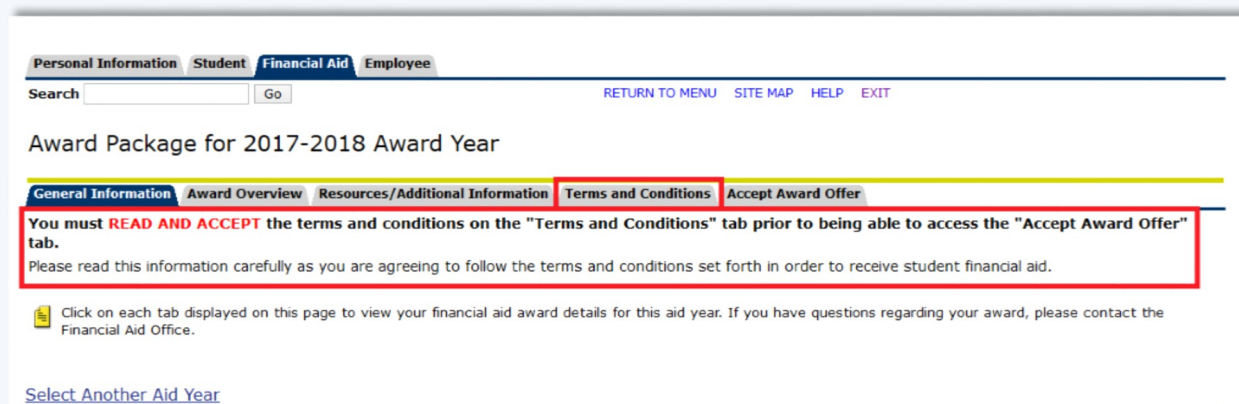 Personal Information Student Financial Aid Employee
Search Go RETURN TO MENU SITE MAP HELP EXIT
Award Package for 2017-2018 Award Year
General Information Award Overview Resources/Additional Information Terms and Conditions Accept Award Offer
You must READ AND ACCEPT the terms and conditions on the "Terms and Conditions" tab prior to being able to access the "Accept Award Offer"
tab.
Please read this information carefully as you are agreeing to follow the terms and conditions set forth in order to receive student financial aid.
Click on each tab displayed on this page to view your financial aid award details for this aid year. If you have questions regarding your award, please contact the
Financial Aid Office.
Select Another Aid Year